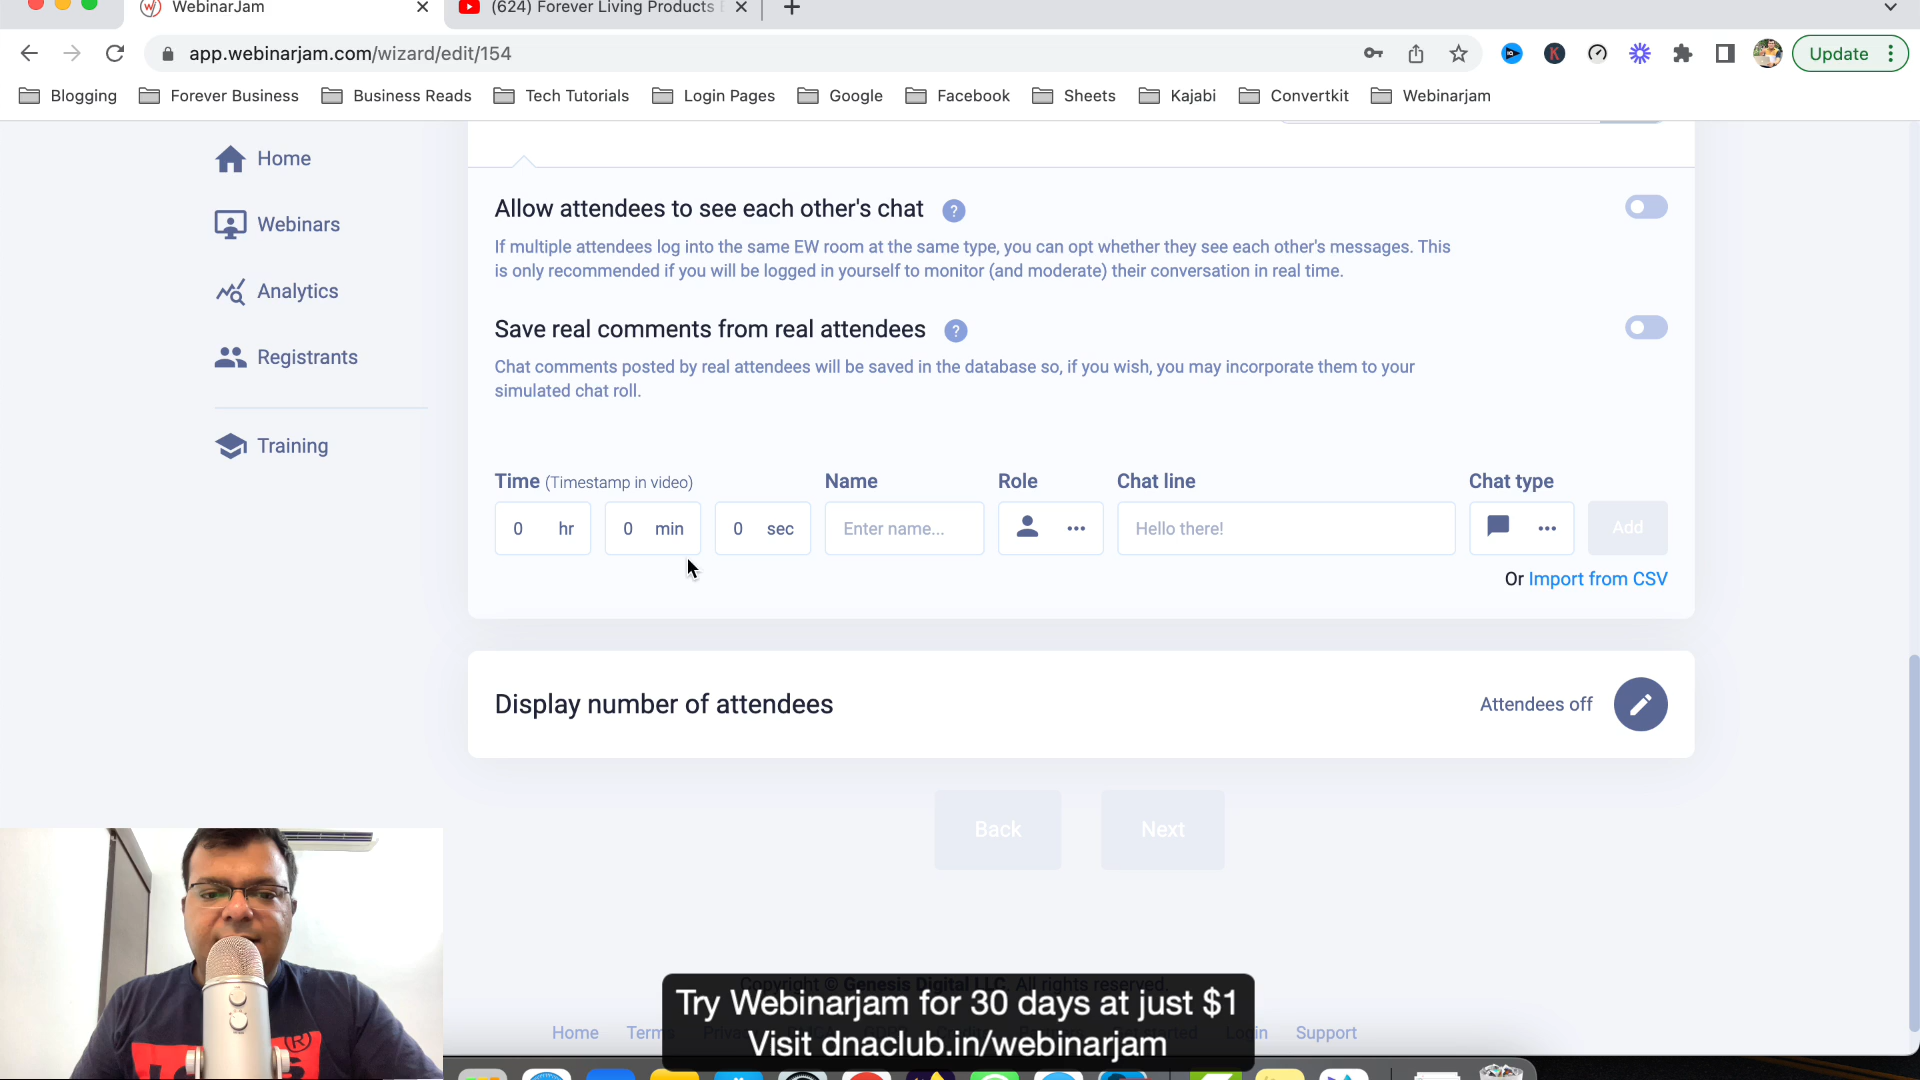 WebinarJam
(624) Forever Living Products
app.webinarjam.com/wizard/edit/154
Update
Blogging
Forever Business
Business Reads
Tech Tutorials
Login Pages
Google
Facebook
Sheets
Kajabi
Convertkit
Webinarjam
Home
Webinars
Analytics
Registrants
Training
Allow attendees to see each other's chat ?
If multiple attendees log into the same EW room at the same type, you can opt whether they see each other's messages. This
is only recommended if you will be logged in yourself to monitor (and moderate) their conversation in real time.
Save real comments from real attendees ?
Chat comments posted by real attendees will be saved in the database so, if you wish, you may incorporate them to your
simulated chat roll.
Time (Timestamp in video) Name Role Chat line Chat type
0 hr 0 min 0 sec Enter name... Hello there! Add
Or Import from CSV
Display number of attendees
Attendees off
Back Next
Copyright © Genesis Digital LLC. All rights reserved.
Home Terms Support
Try Webinarjam for 30 days at just $1
Visit dnaclub.in/webinarjam